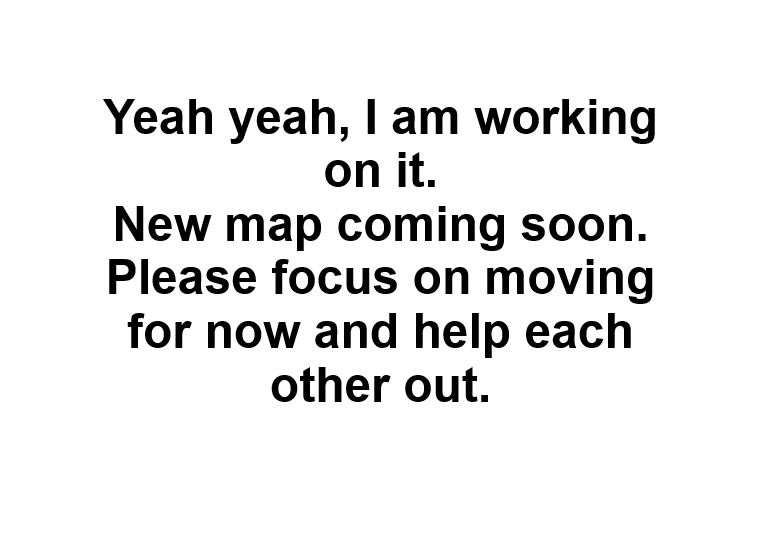 Yeah yeah, I am working
on it.
New map coming soon.
Please focus on moving
for now and help each
other out.